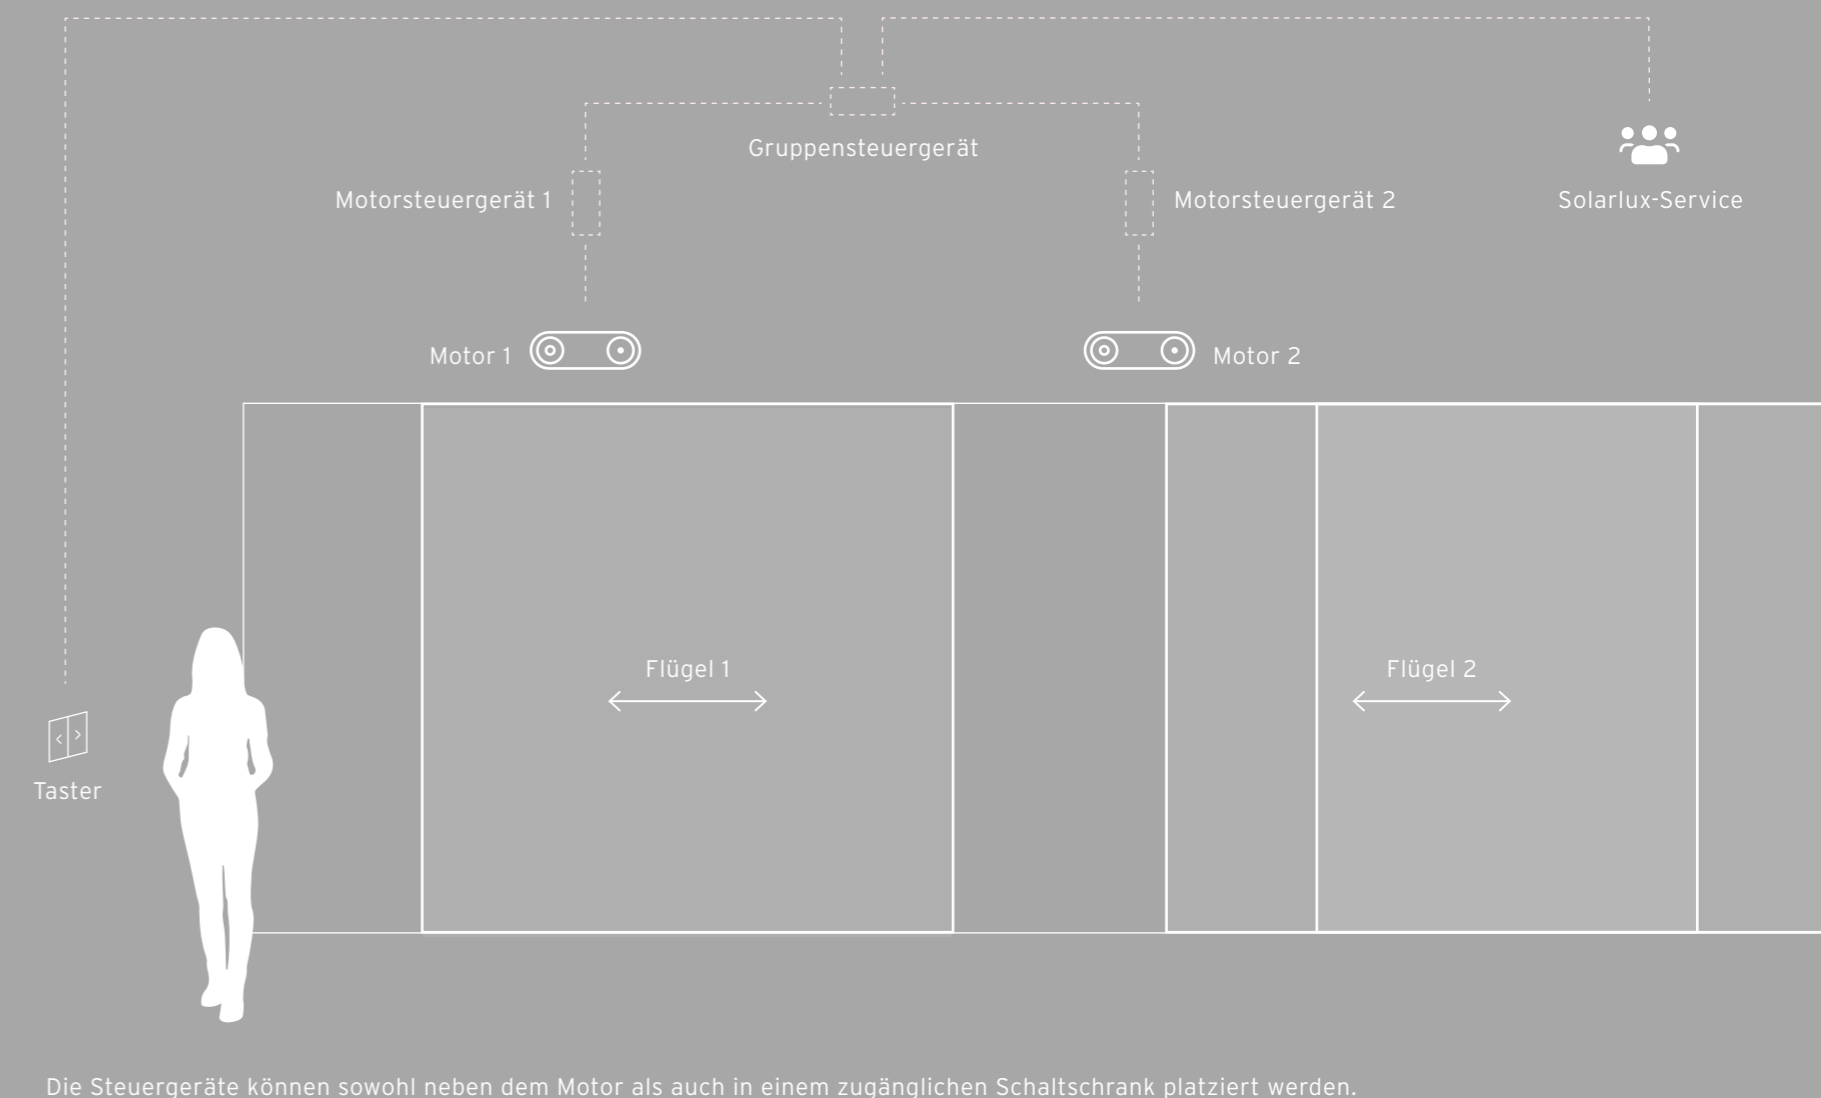 Gruppensteuergerät
Motorsteuergerät 1
Motorsteuergerät 2
Solarlux-Service
Motor 1
Motor 2
Flügel 1
Flügel 2
Taster
Die Steuergeräte können sowohl neben dem Motor als auch in einem zugänglichen Schaltschrank platziert werden.